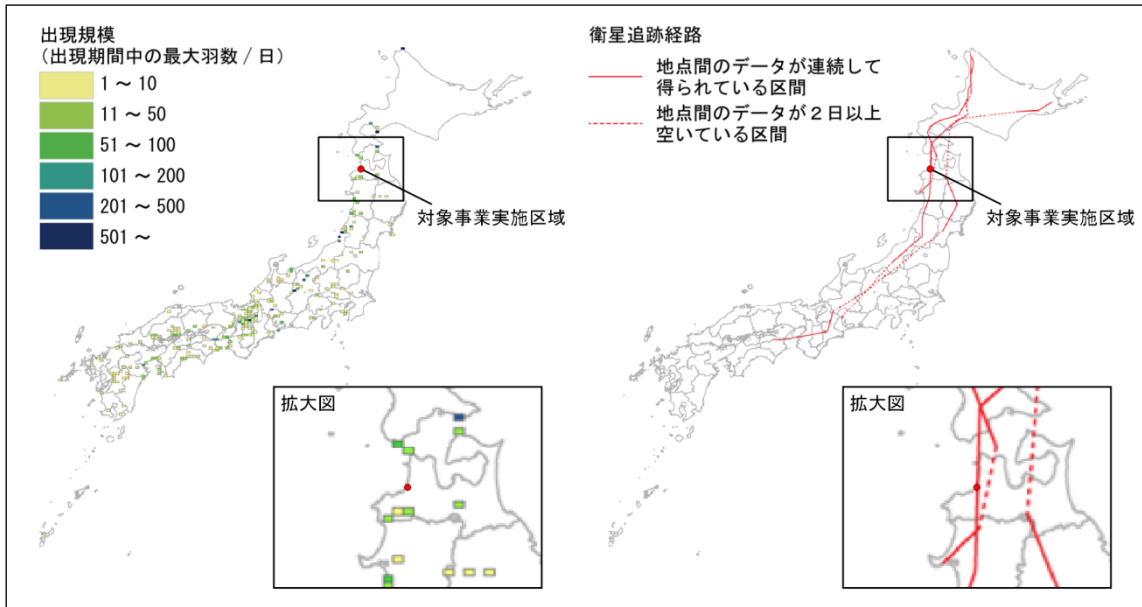 出現規模
（出現期間中の最大羽数 / 日）
1 ～ 10
11 ～ 50
51 ～ 100
101 ～ 200
201 ～ 500
501 ～
対象事業実施区域
拡大図
衛星追跡経路
地点間のデータが連続して
得られている区間
地点間のデータが２日以上
空いている区間
対象事業実施区域
拡大図